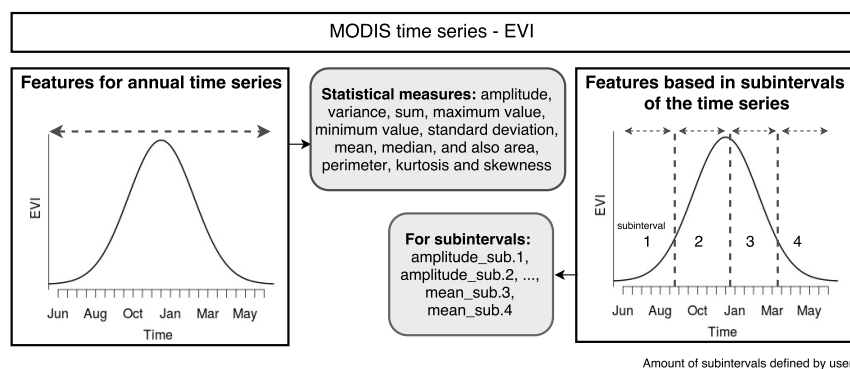 MODIS time series - EVI
Features for annual time series
EVI
Jun Aug Oct Jan Mar May
Time
Statistical measures: amplitude,
variance, sum, maximum value,
minimum value, standard deviation,
mean, median, and also area,
perimeter, kurtosis and skewness
For subintervals:
amplitude_sub.1,
amplitude_sub.2, ...,
mean_sub.3,
mean_sub.4
Features based in subintervals
of the time series
EVI
subinterval
1 2 3 4
Jun Aug Oct Jan Mar May
Time
Amount of subintervals defined by user